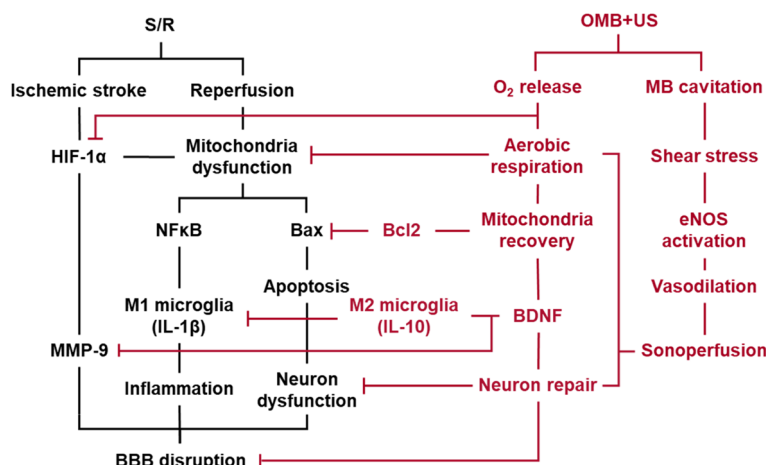 S/R
OMB+US
Ischemic stroke
Reperfusion
O₂ release
MB cavitation
HIF-1α
Mitochondria
dysfunction
Aerobic
respiration
Shear stress
NFκB
Bax
Bcl2
Mitochondria
recovery
eNOS
activation
Apoptosis
Vasodilation
M1 microglia
(IL-1β)
M2 microglia
(IL-10)
BDNF
MMP-9
Sonoperfusion
Inflammation
Neuron
dysfunction
Neuron repair
BBB disruption